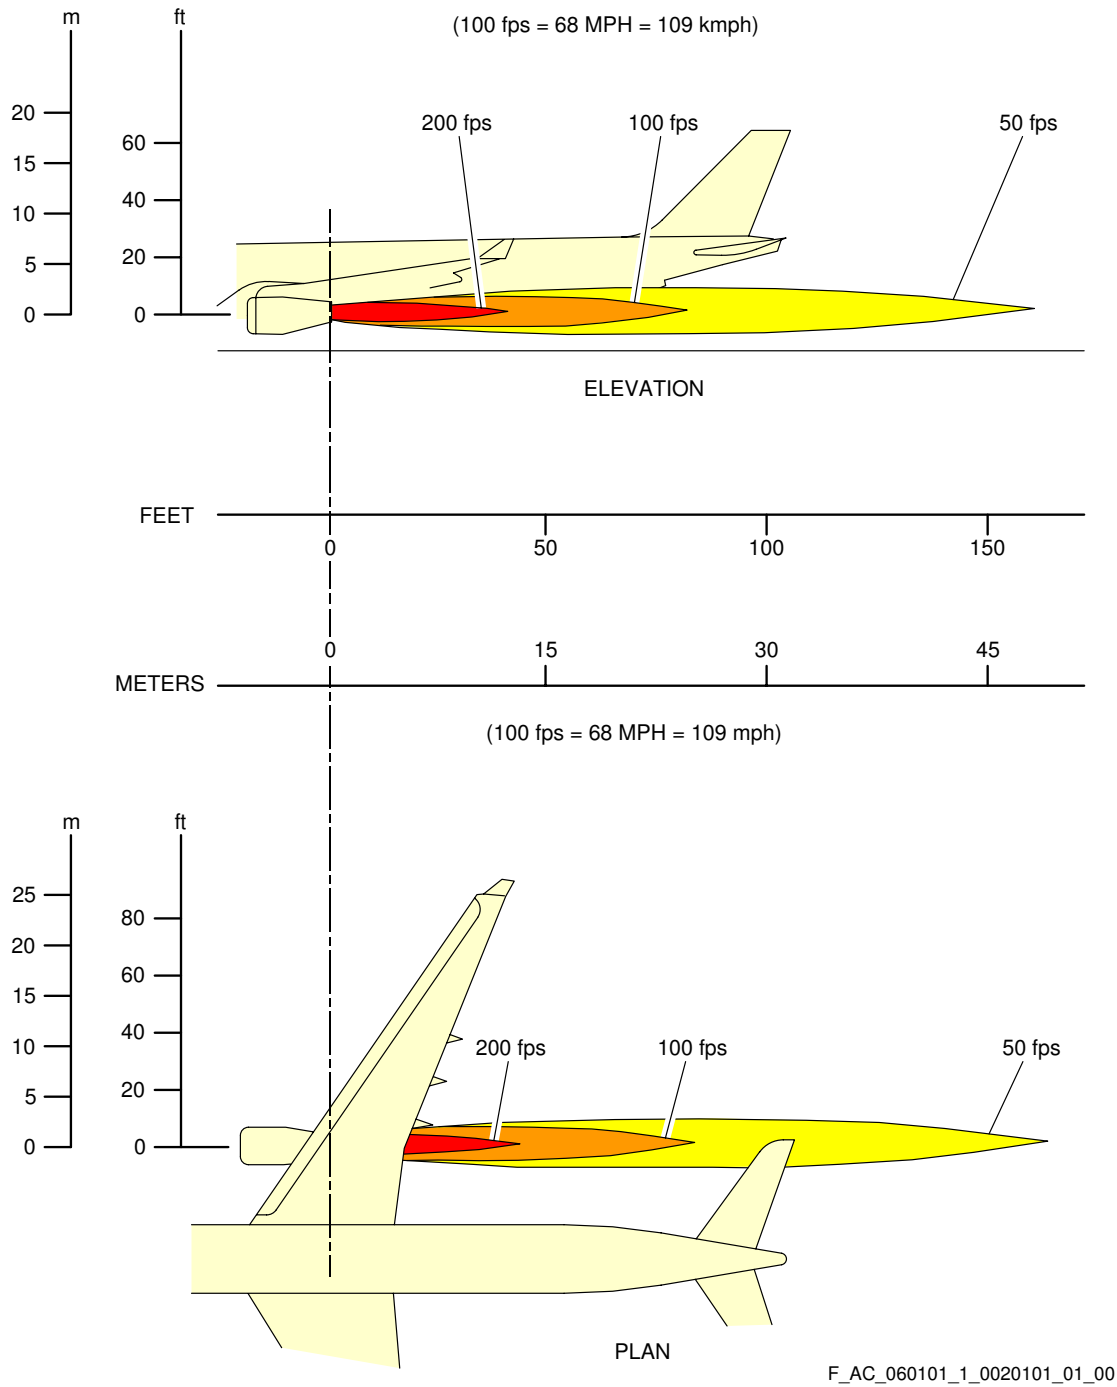 (100 fps = 68 MPH = 109 kmph)
m
ft
200 fps
100 fps
50 fps
20
15
10
5
0
60
40
20
0
ELEVATION
FEET
0
50
100
150
METERS
0
15
30
45
(100 fps = 68 MPH = 109 mph)
m
ft
25
20
15
10
5
0
80
60
40
20
0
200 fps
100 fps
50 fps
PLAN
F_AC_060101_1_0020101_01_00